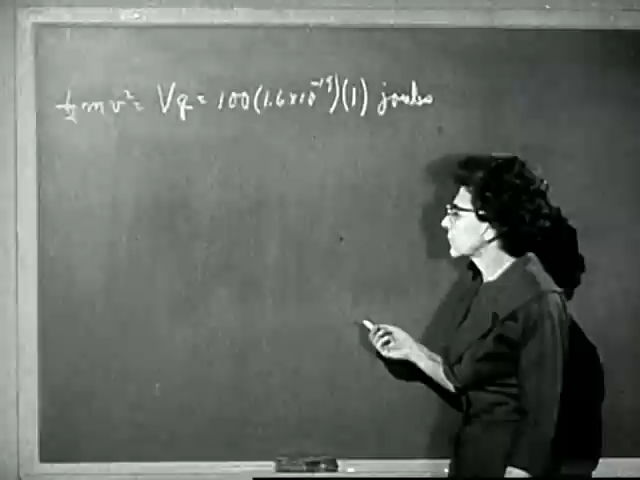 ½mv² = Vq = 100(1.6×10⁻¹⁹)(1) joules